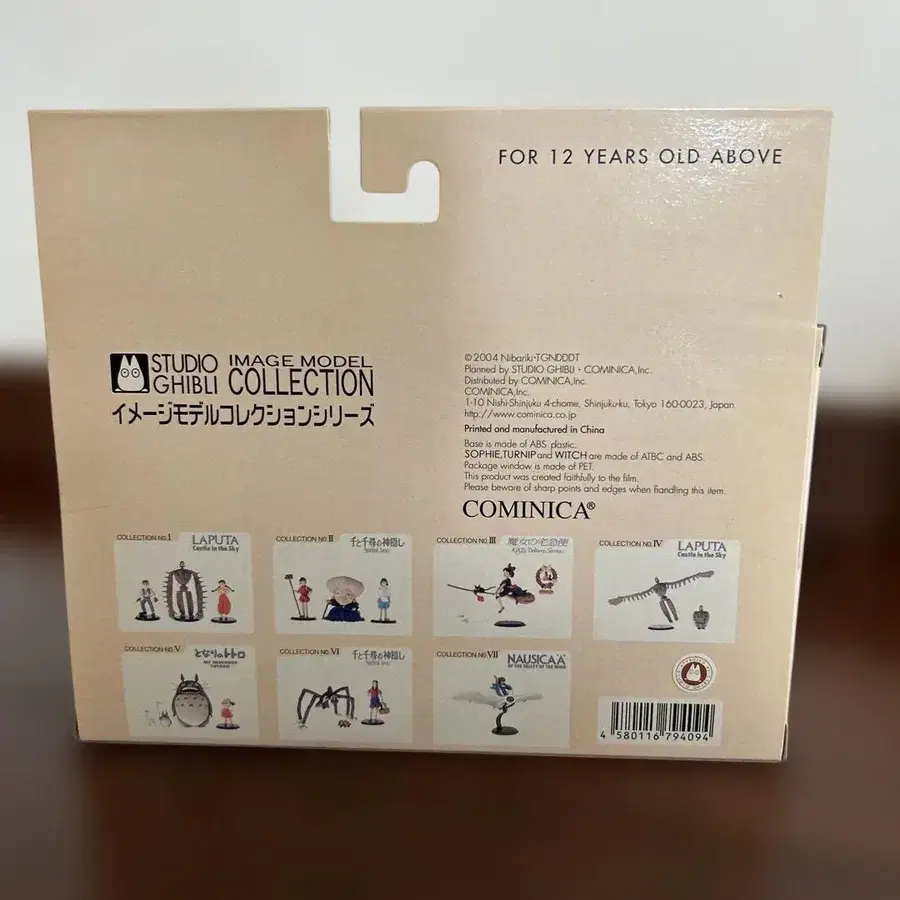 FOR 12 YEARS OLD ABOVE
STUDIO GHIBLI
IMAGE MODEL COLLECTION
イメージモデルコレクションシリーズ
© 2004 Nibariki・TGNDDDT
Planned by STUDIO GHIBLI・COMINICA,Inc.
Distributed by COMINICA,Inc.
COMINICA,Inc.
1-10 Nishi-Shinjuku 4-chome, Shinjuku-ku, Tokyo 160-0023, Japan.
http://www.cominica.co.jp
Printed and manufactured in China
Base is made of ABS plastic.
SOPHIE,TURNIP and WITCH are made of ATBC and ABS.
Package window is made of PET.
This product was created faithfully to the film.
Please beware of sharp points and edges when handling this item.
COMINICA®
COLLECTION NO.I
LAPUTA
Castle in the Sky
COLLECTION NO.II
千と千尋の神隠し
Spirited Away
COLLECTION NO.III
魔女の宅急便
Kiki's Delivery Service
COLLECTION NO.IV
LAPUTA
Castle in the Sky
COLLECTION NO.V
となりのトトロ
MY NEIGHBOR TOTORO
COLLECTION NO.VI
千と千尋の神隠し
Spirited Away
COLLECTION NO.VII
NAUSICAÄ
OF THE VALLEY OF THE WIND
4 580116 794094